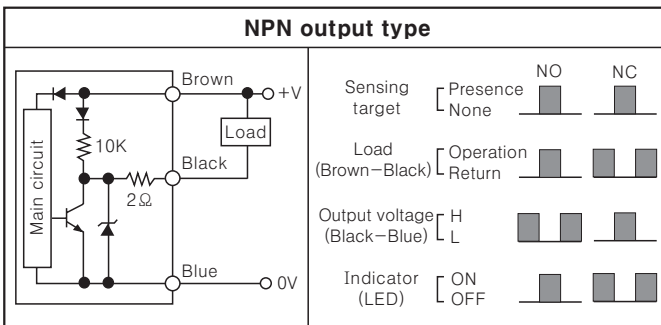 NPN output type
Brown
+V
Load
10K
Black
2Ω
Main circuit
Blue
0V
NO NC
Sensing target Presence None
Load (Brown-Black) Operation Return
Output voltage (Black-Blue) H L
Indicator (LED) ON OFF